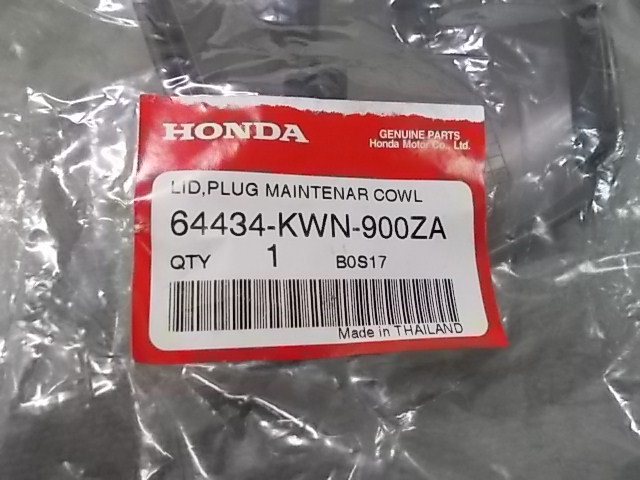 HONDA
GENUINE PARTS
Honda Motor Co., Ltd.
LID,PLUG MAINTENAR COWL
64434-KWN-900ZA
QTY 1 B0S17
Made in THAILAND